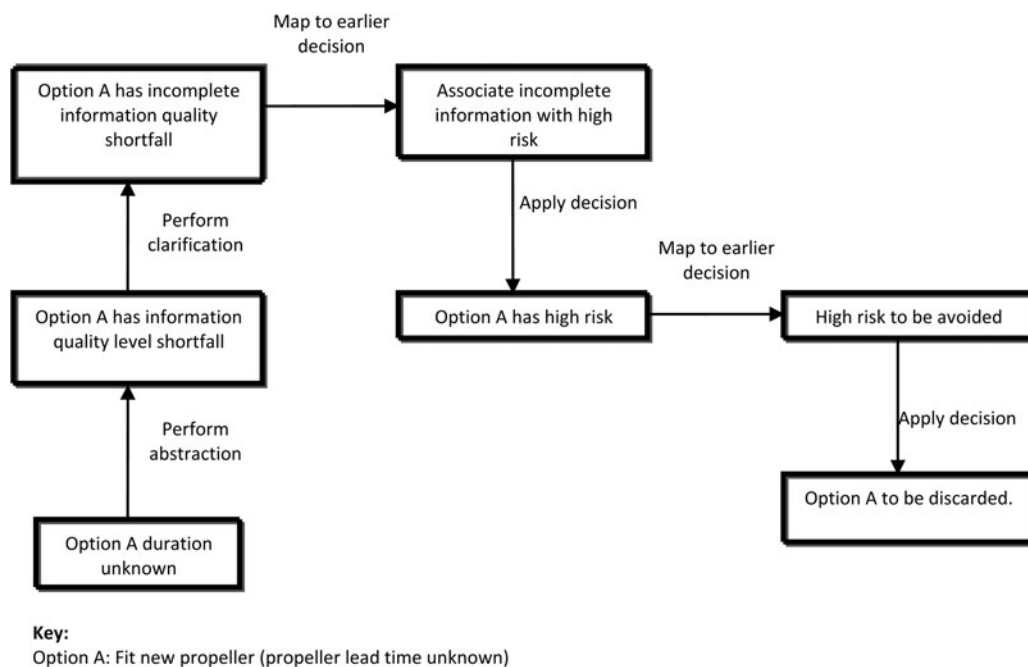 Map to earlier
decision
Option A has incomplete
information quality
shortfall
Associate incomplete
information with high
risk
Perform
clarification
Apply decision
Map to earlier
decision
Option A has information
quality level shortfall
Option A has high risk
High risk to be avoided
Perform
abstraction
Apply decision
Option A to be discarded.
Option A duration
unknown
Key:
Option A: Fit new propeller (propeller lead time unknown)